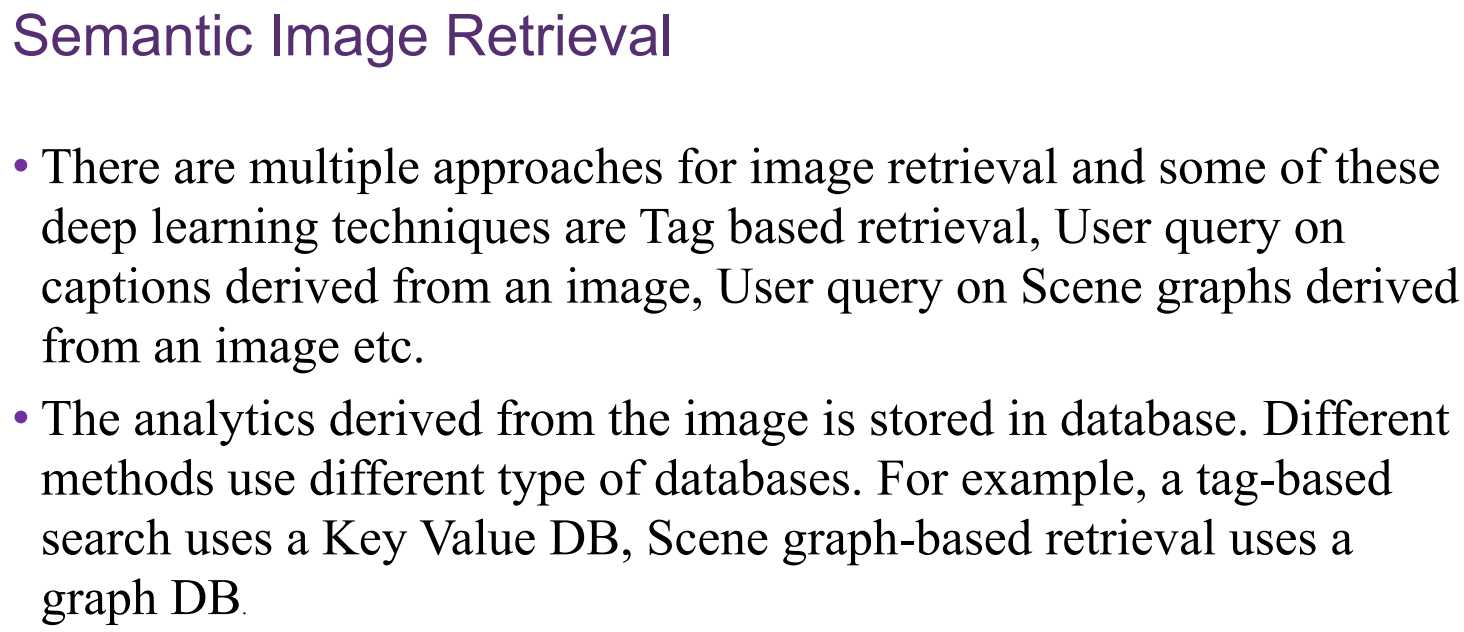 Semantic Image Retrieval
• There are multiple approaches for image retrieval and some of these
deep learning techniques are Tag based retrieval, User query on
captions derived from an image, User query on Scene graphs derived
from an image etc.
• The analytics derived from the image is stored in database. Different
methods use different type of databases. For example, a tag-based
search uses a Key Value DB, Scene graph-based retrieval uses a
graph DB.